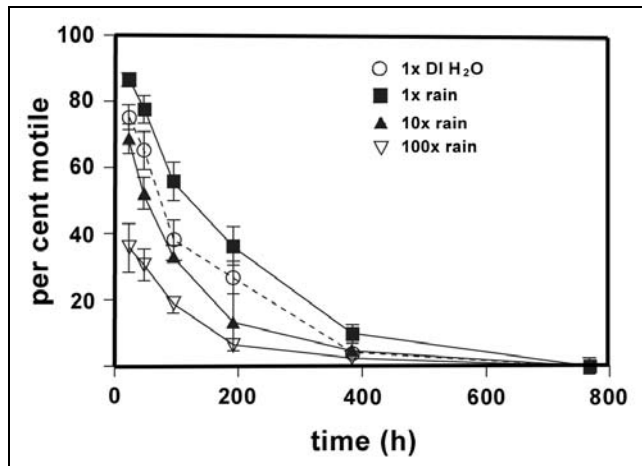 100
80
60
40
20
0
200
400
600
800
per cent motile
time (h)
1x DI H₂O
1x rain
10x rain
100x rain